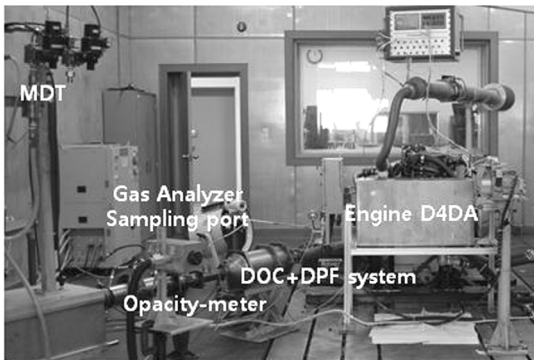 MDT
Gas Analyzer
Sampling port
Engine D4DA
DOC+DPF system
Opacity-meter